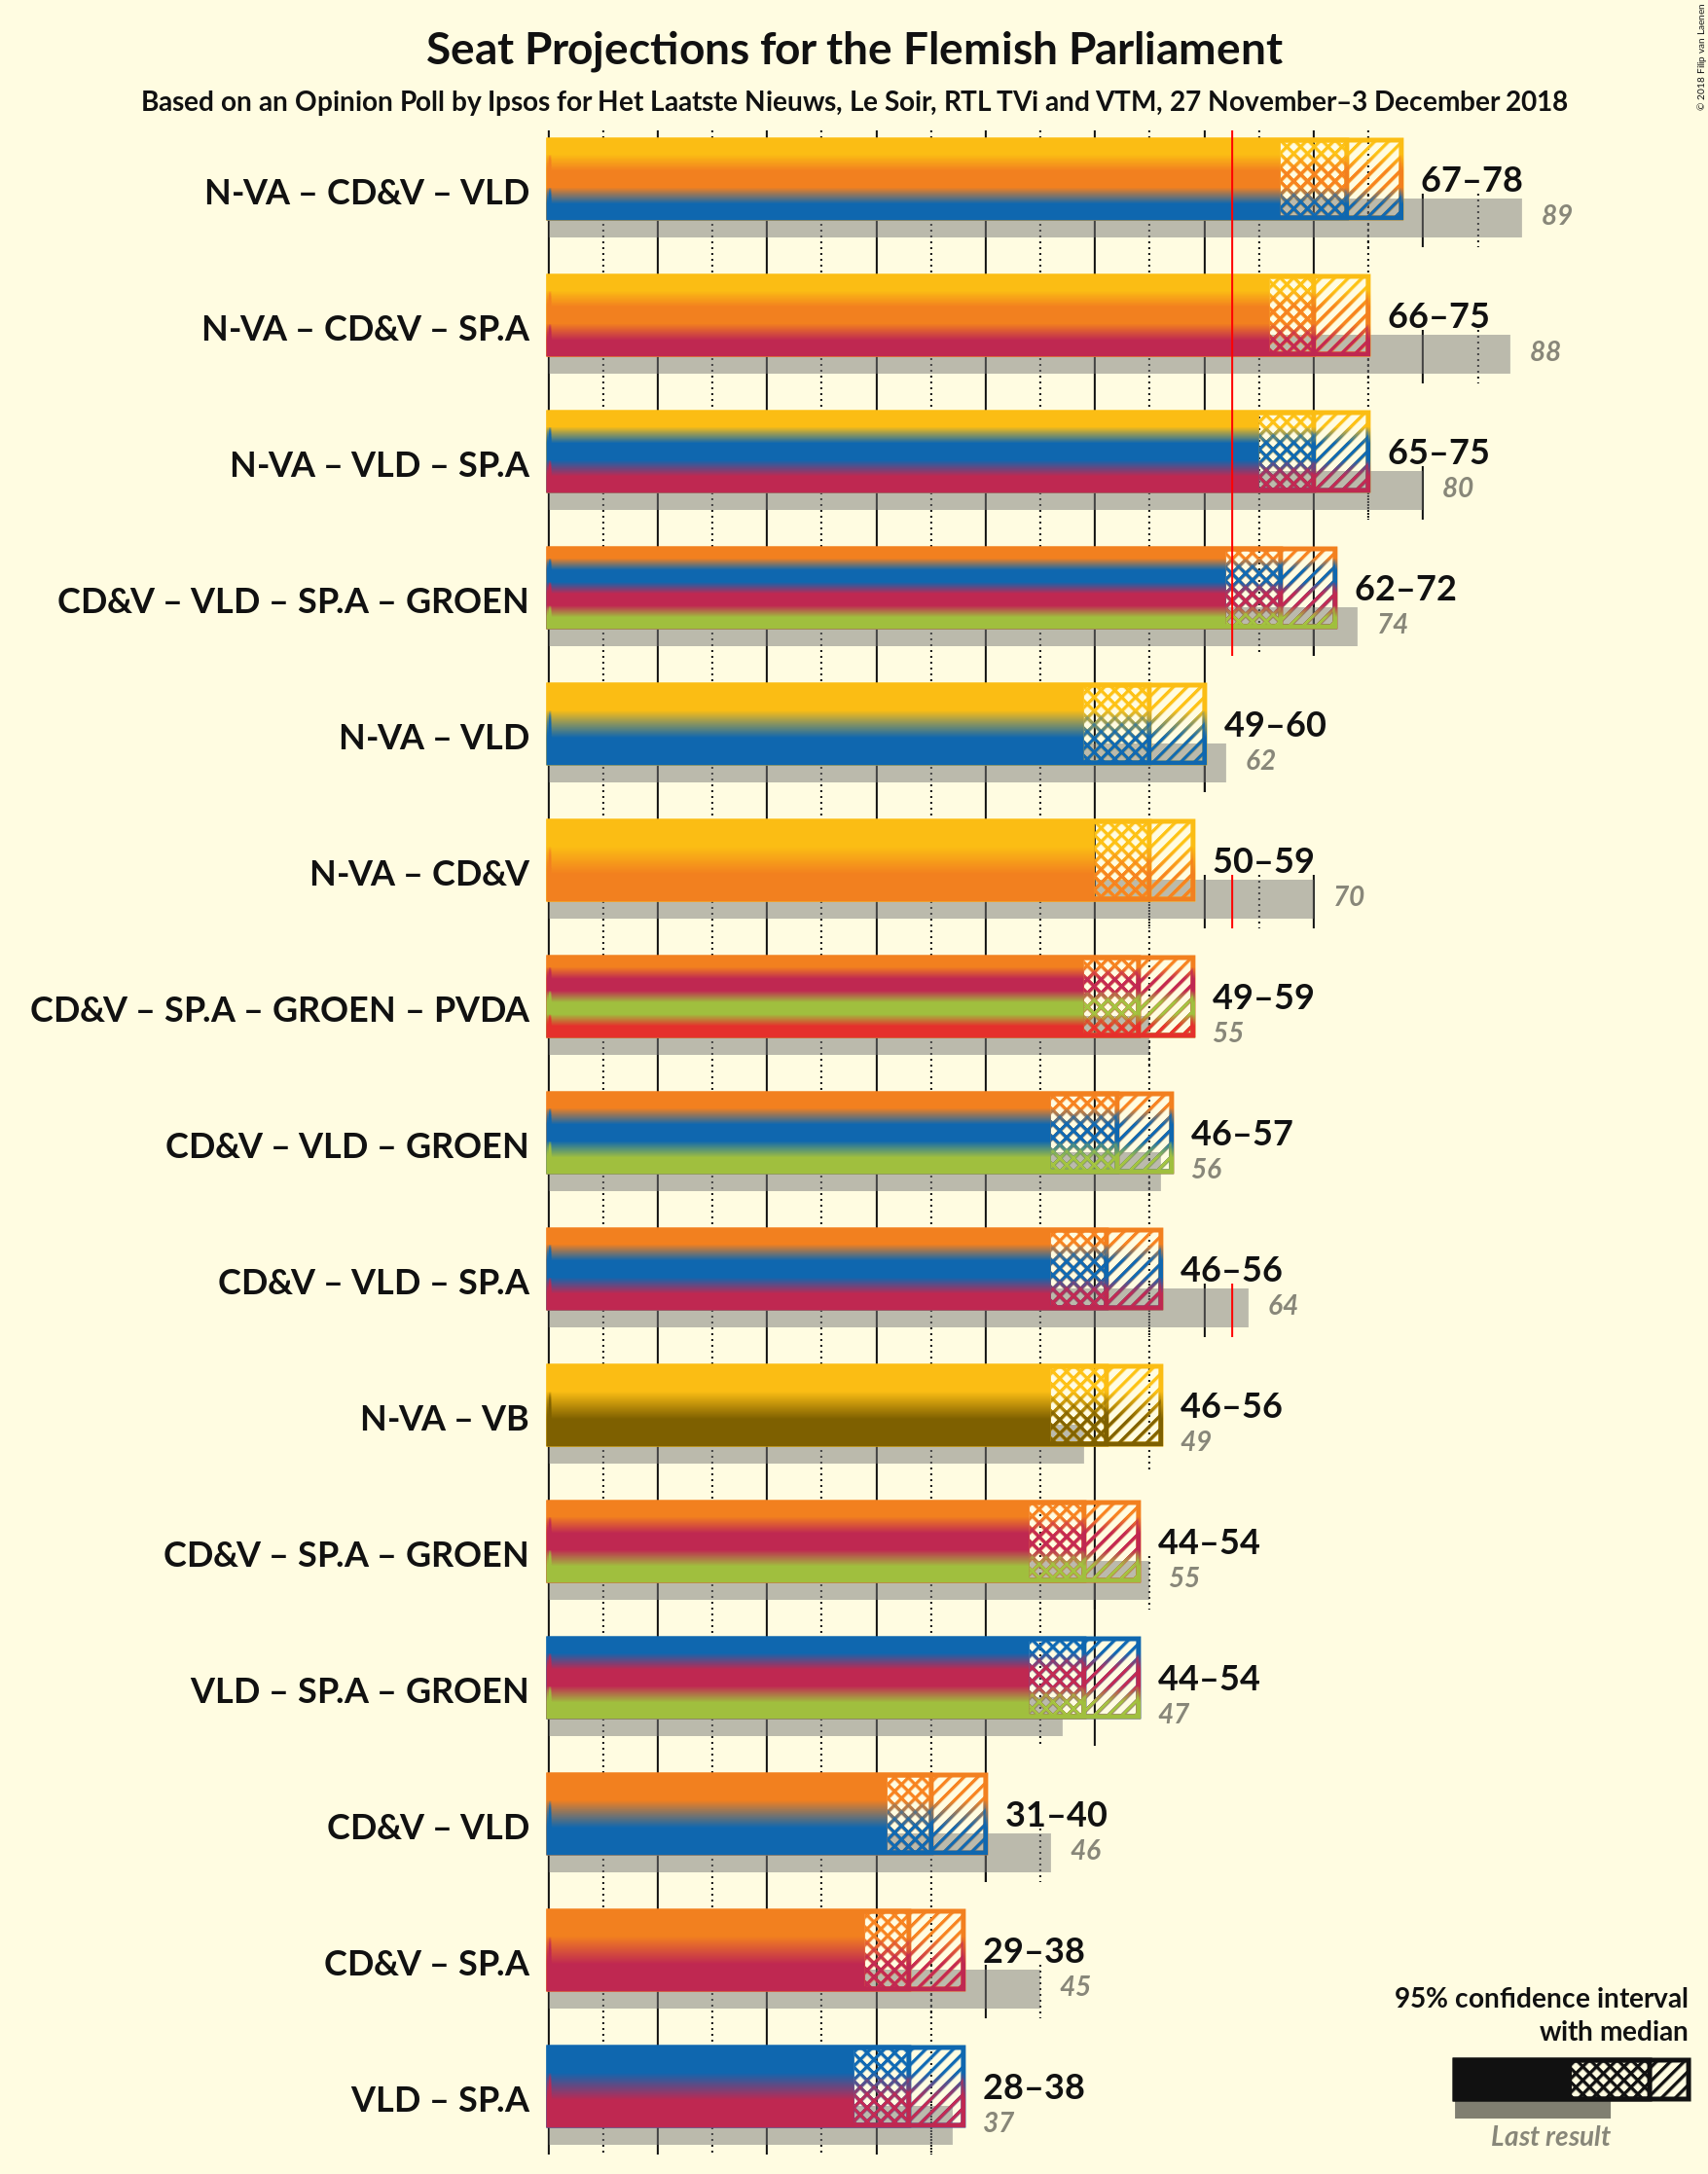 Seat Projections for the Flemish Parliament
Based on an Opinion Poll by Ipsos for Het Laatste Nieuws, Le Soir, RTL TVi and VTM, 27 November–3 December 2018
© 2018 Filip van Laenen
N-VA – CD&V – VLD
67–78
89
N-VA – CD&V – SP.A
66–75
88
N-VA – VLD – SP.A
65–75
80
CD&V – VLD – SP.A – GROEN
62–72
74
N-VA – VLD
49–60
62
N-VA – CD&V
50–59
70
CD&V – SP.A – GROEN – PVDA
49–59
55
CD&V – VLD – GROEN
46–57
56
CD&V – VLD – SP.A
46–56
64
N-VA – VB
46–56
49
CD&V – SP.A – GROEN
44–54
55
VLD – SP.A – GROEN
44–54
47
CD&V – VLD
31–40
46
CD&V – SP.A
29–38
45
VLD – SP.A
28–38
37
95% confidence interval
with median
Last result